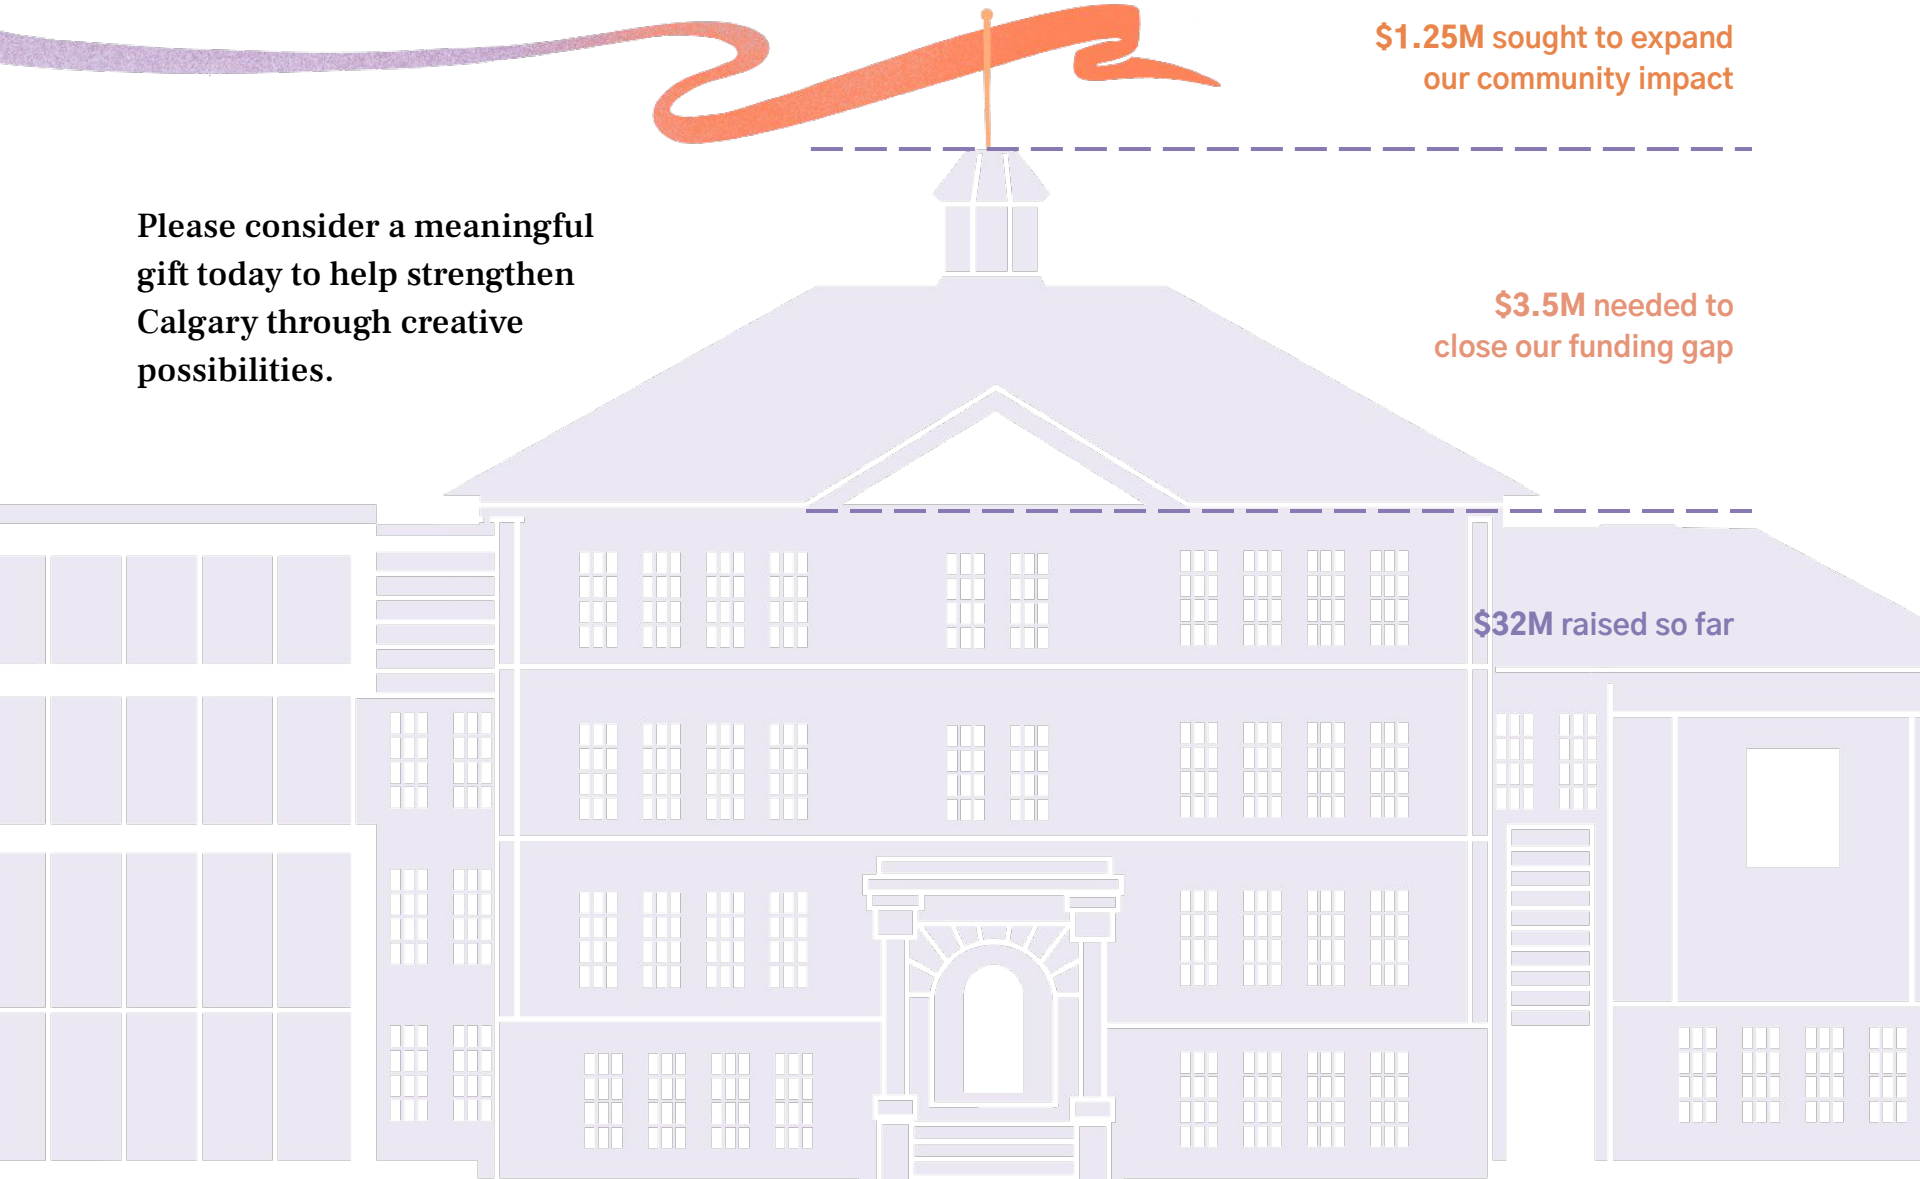 $1.25M sought to expand
our community impact
Please consider a meaningful
gift today to help strengthen
Calgary through creative
possibilities.
$3.5M needed to
close our funding gap
$32M raised so far